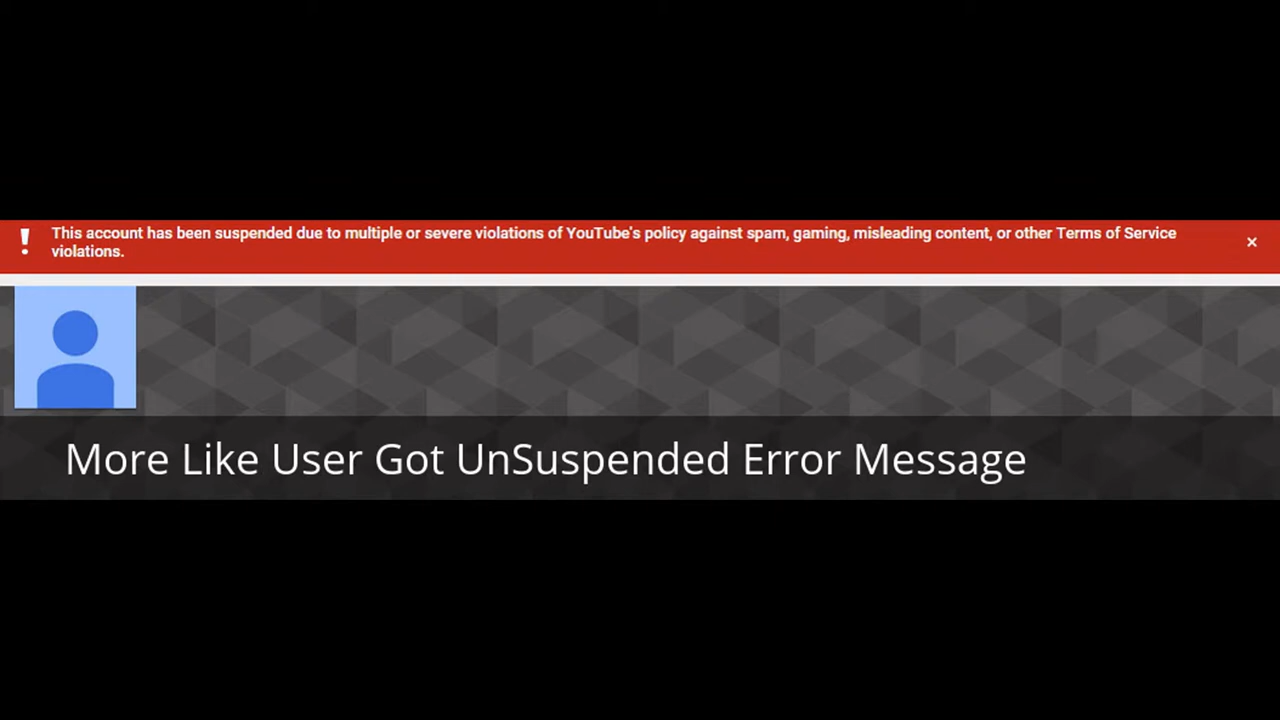 This account has been suspended due to multiple or severe violations of YouTube's policy against spam, gaming, misleading content, or other Terms of Service
violations.
More Like User Got UnSuspended Error Message